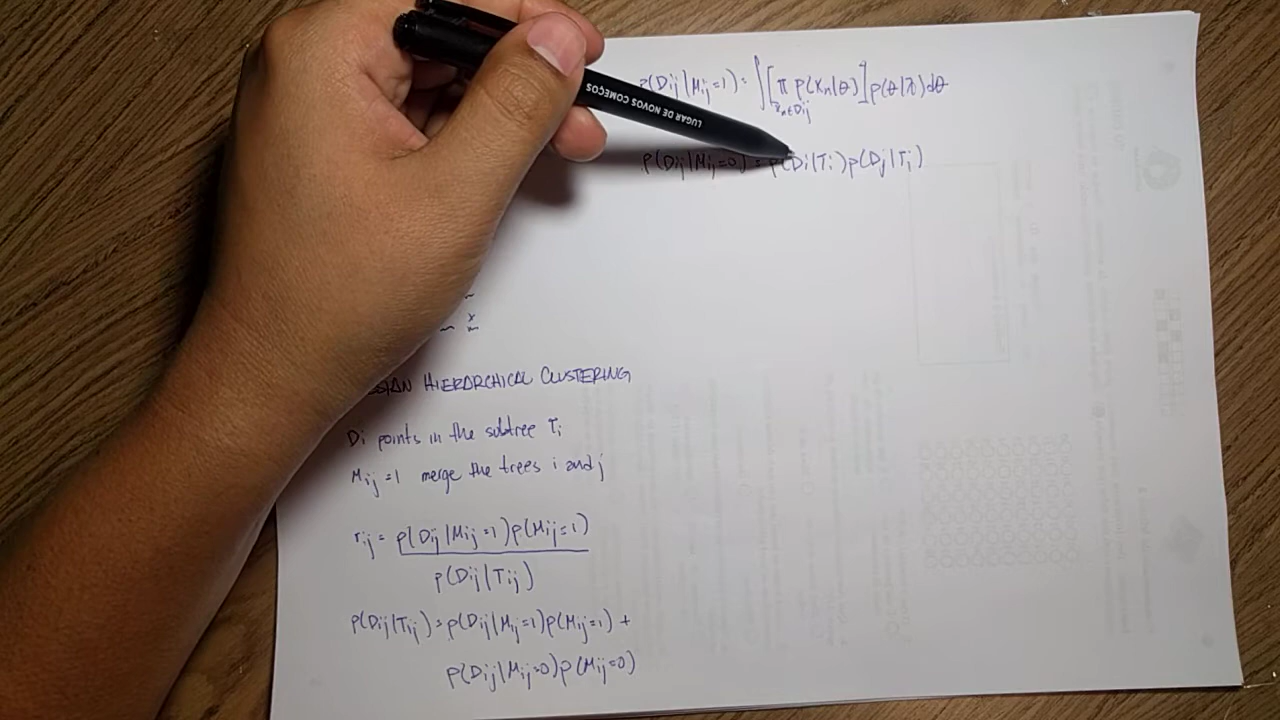 p(Dij|Mij=1) = ∫[π p(xn|θ)] p(θ|λ)dθ
xn∈Dij
LUGAR DE NOVOS COMEÇOS
p(Dij|Mij=0) = p(Di|Ti)p(Dj|Tj)
HIERARCHICAL CLUSTERING
Di points in the subtree Ti
Mij=1 merge the trees i and j
rij = p(Dij|Mij=1)p(Mij=1)
p(Dij|Tij)
p(Dij|Tij) = p(Dij|Mij=1)p(Mij=1) +
p(Dij|Mij=0)p(Mij=0)